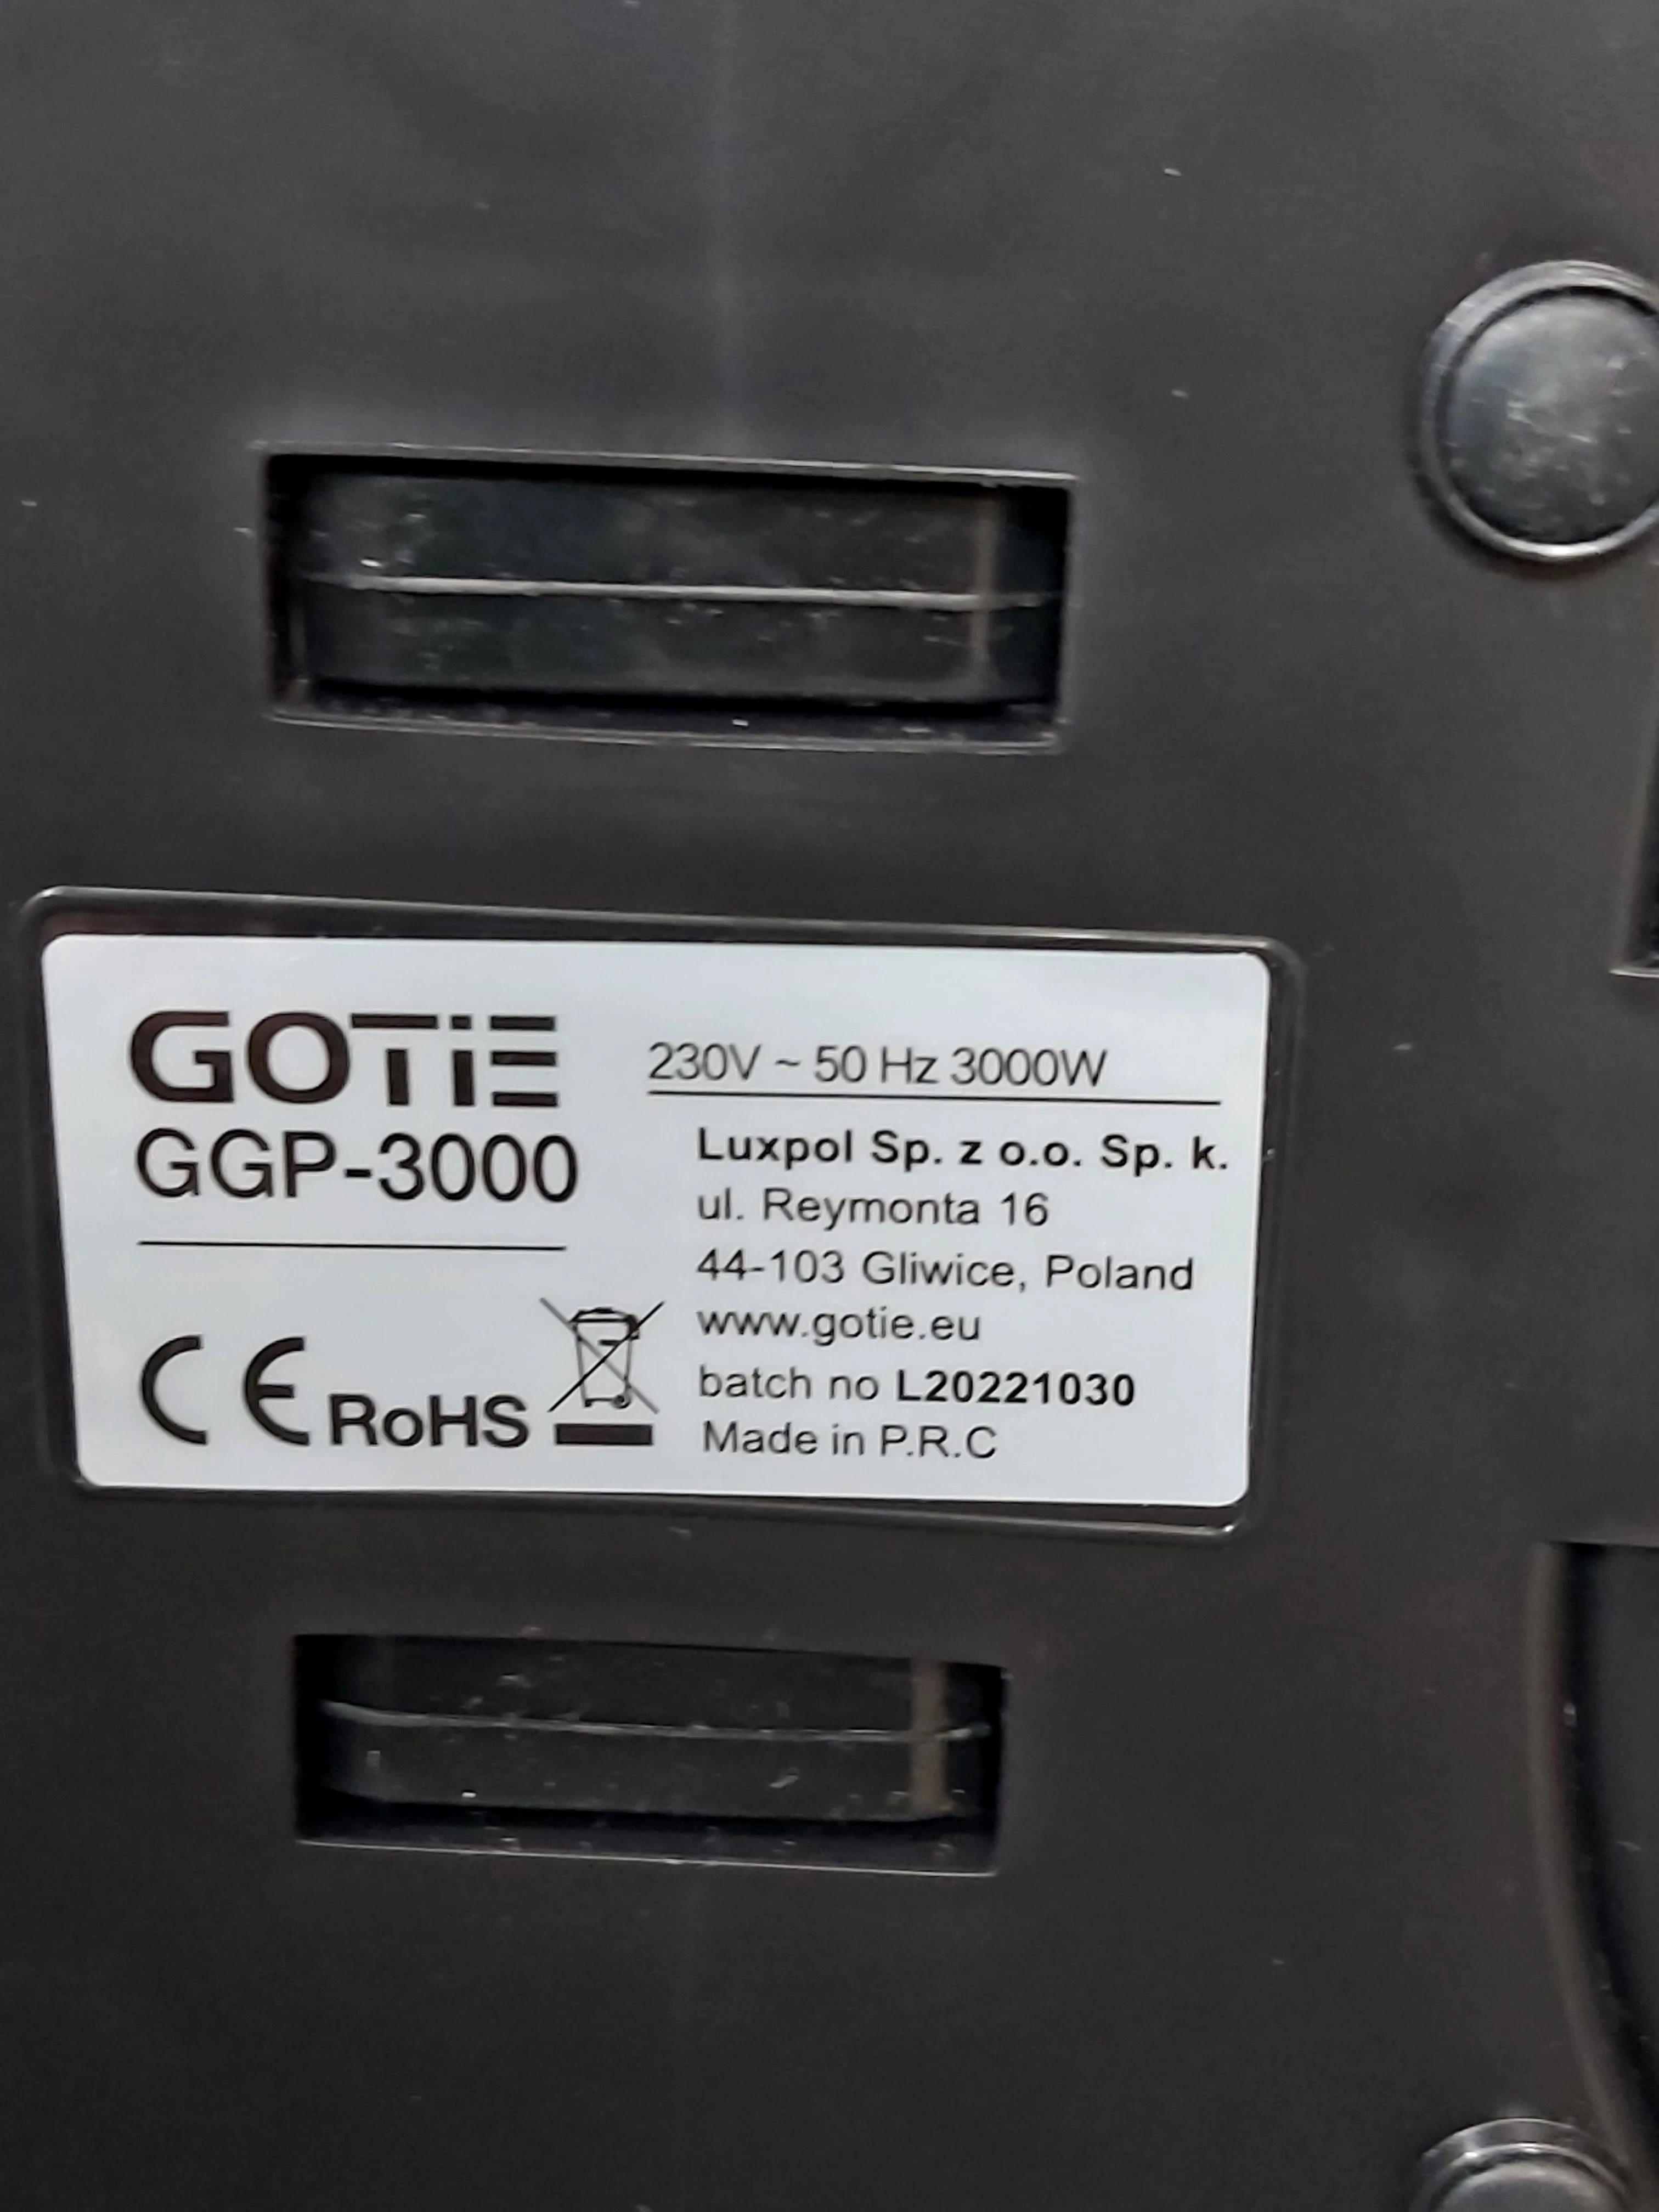 GOTiE
GGP-3000
CE RoHS
230V ~ 50 Hz 3000W
Luxpol Sp. z o.o. Sp. k.
ul. Reymonta 16
44-103 Gliwice, Poland
www.gotie.eu
batch no L20221030
Made in P.R.C